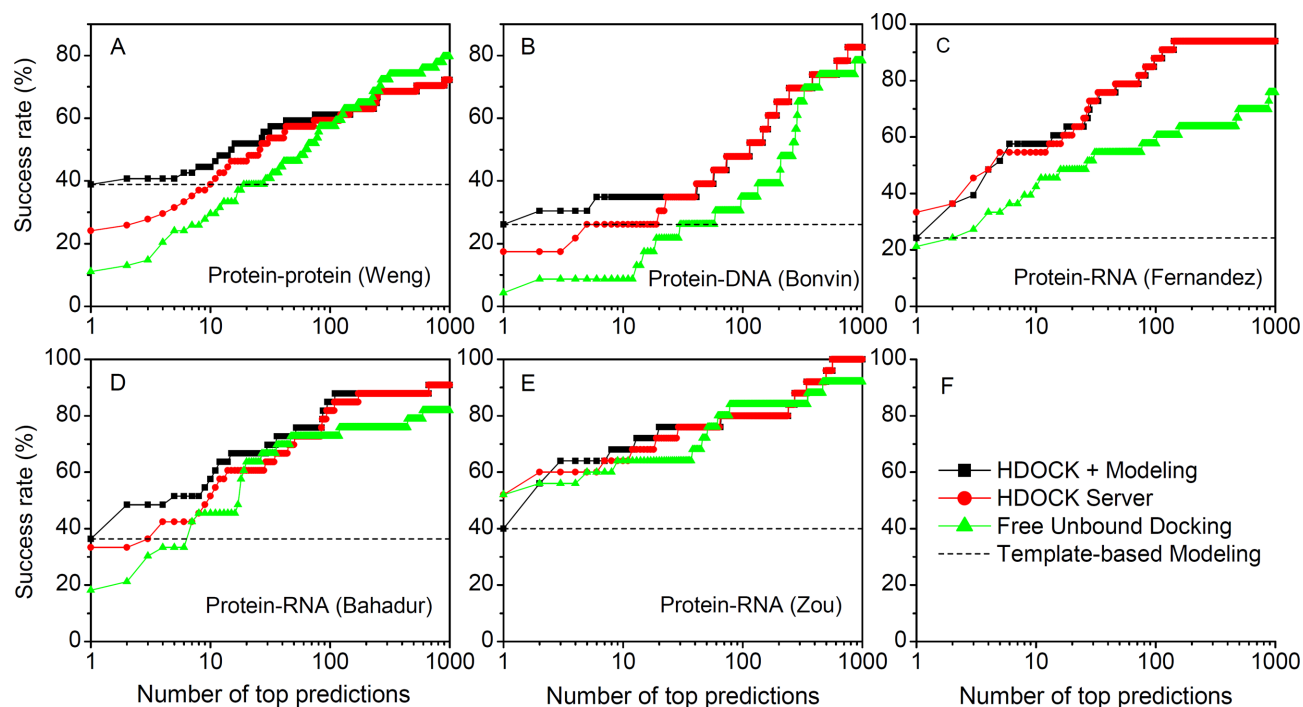 A
Success rate (%)
80
60
40
20
0
Protein-protein (Weng)
1
10
100
1000
B
100
80
60
40
20
0
Protein-DNA (Bonvin)
1
10
100
1000
C
100
80
60
40
20
0
Protein-RNA (Fernandez)
1
10
100
1000
D
Success rate (%)
100
80
60
40
20
0
Protein-RNA (Bahadur)
1
10
100
1000
Number of top predictions
E
100
80
60
40
20
0
Protein-RNA (Zou)
1
10
100
1000
Number of top predictions
F
100
80
60
40
20
0
HDOCK + Modeling
HDOCK Server
Free Unbound Docking
Template-based Modeling
1
10
100
1000
Number of top predictions